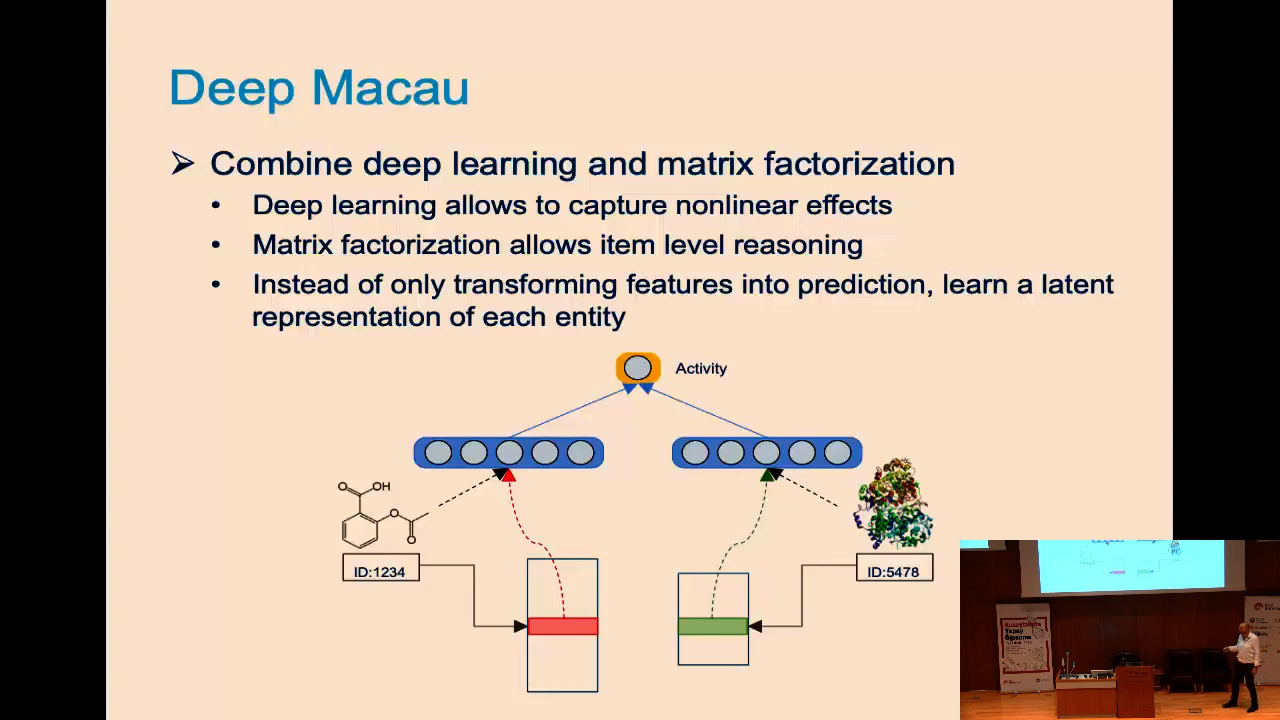 Deep Macau
➤ Combine deep learning and matrix factorization
• Deep learning allows to capture nonlinear effects
• Matrix factorization allows item level reasoning
• Instead of only transforming features into prediction, learn a latent
representation of each entity
Activity
O
OH
O
O
ID:1234
ID:5478
Yapay